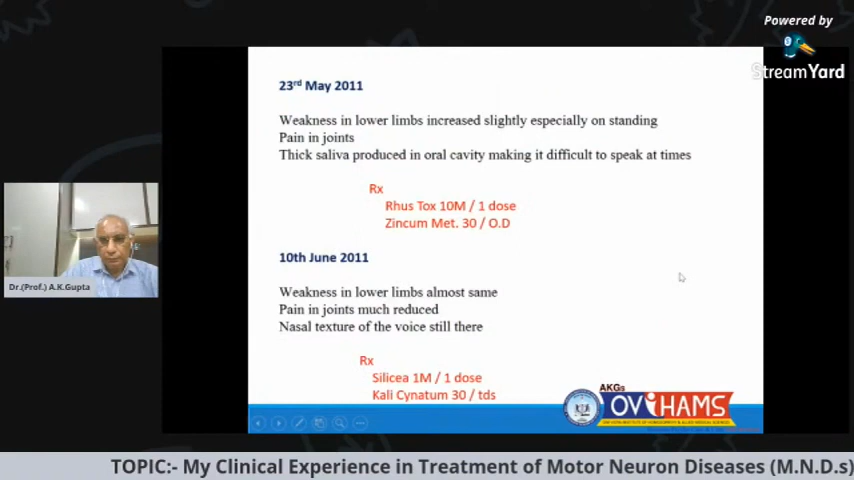 Powered by
StreamYard
23rd May 2011
Weakness in lower limbs increased slightly especially on standing
Pain in joints
Thick saliva produced in oral cavity making it difficult to speak at times
Rx
Rhus Tox 10M / 1 dose
Zincum Met. 30 / O.D
10th June 2011
Weakness in lower limbs almost same
Pain in joints much reduced
Nasal texture of the voice still there
Rx
Silicea 1M / 1 dose
Kali Cynatum 30 / tds
Dr.(Prof.) A.K.Gupta
AKGs
OViHAMS
TOPIC:- My Clinical Experience in Treatment of Motor Neuron Diseases (M.N.D.s)